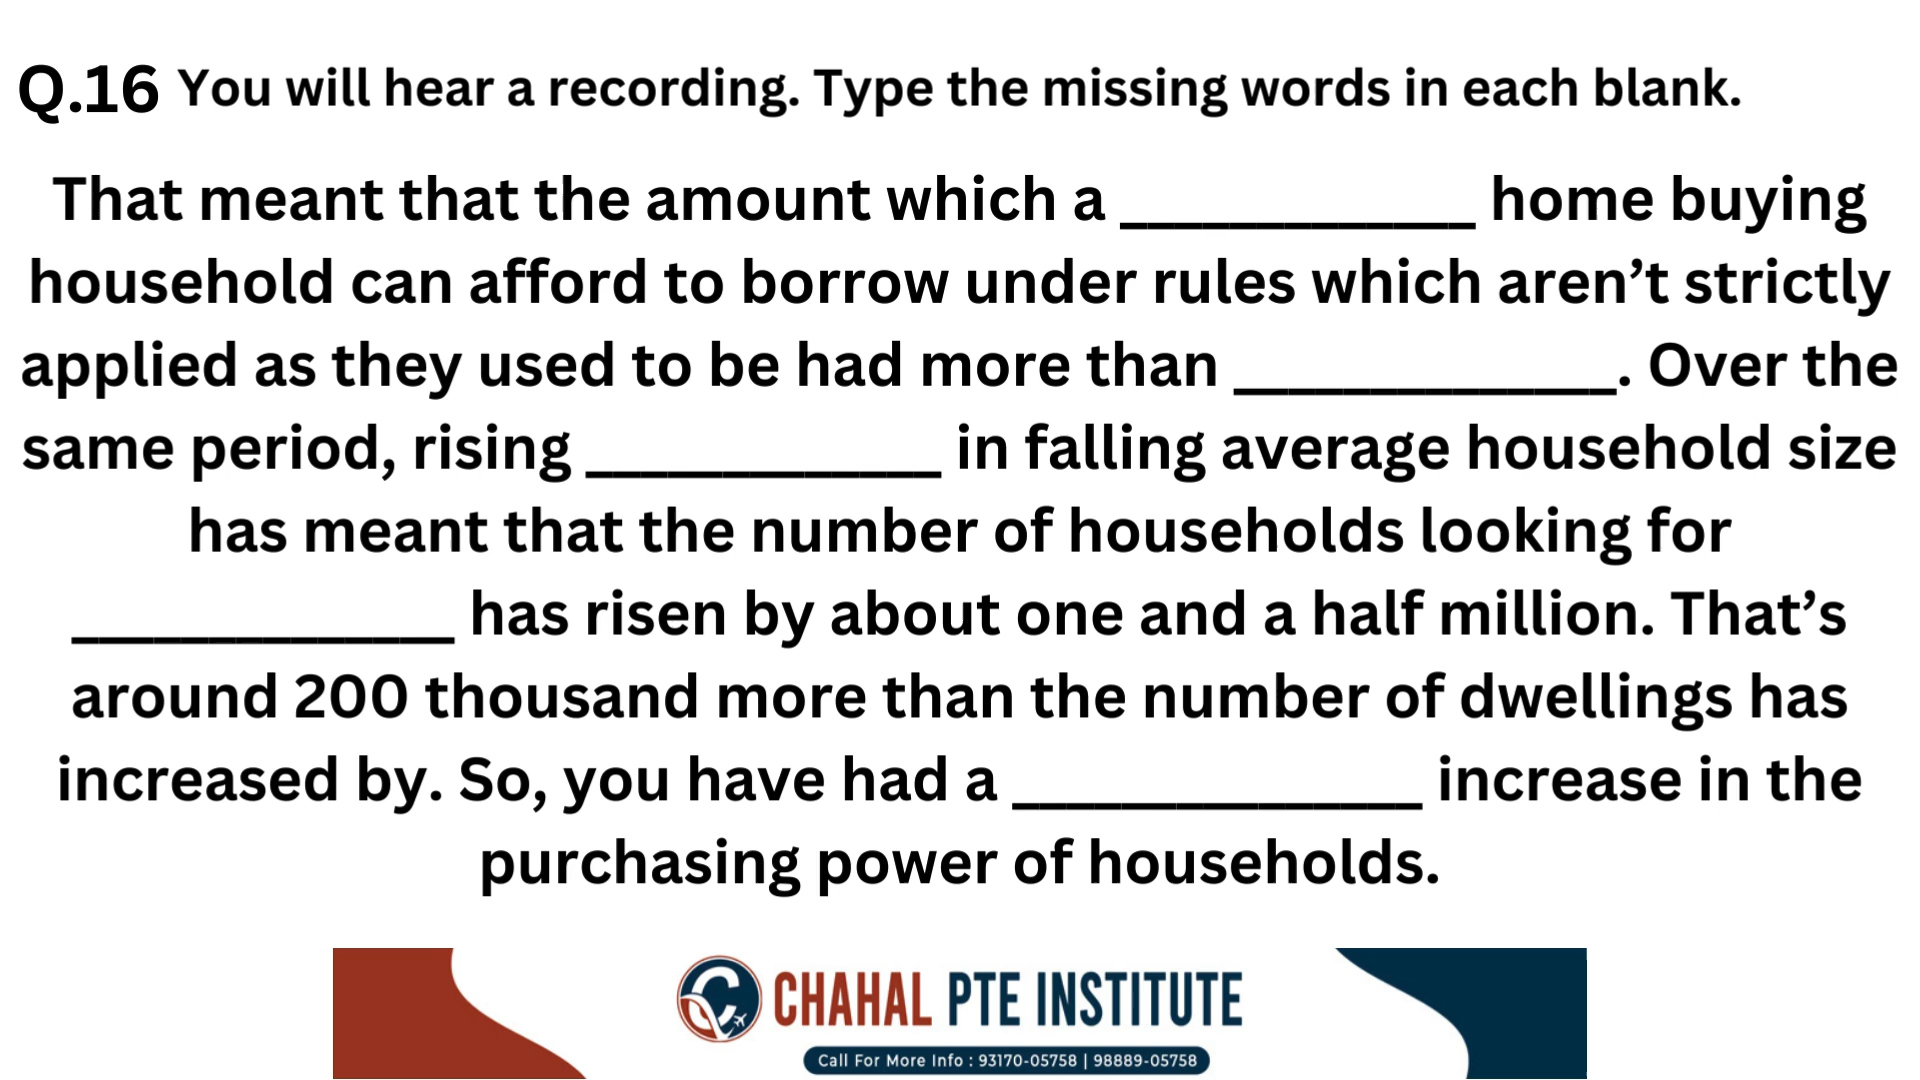 Q.16 You will hear a recording. Type the missing words in each blank.
That meant that the amount which a _____________ home buying
household can afford to borrow under rules which aren’t strictly
applied as they used to be had more than ______________. Over the
same period, rising _____________ in falling average household size
has meant that the number of households looking for
______________ has risen by about one and a half million. That’s
around 200 thousand more than the number of dwellings has
increased by. So, you have had a _______________ increase in the
purchasing power of households.
CHAHAL PTE INSTITUTE
Call For More Info : 93170-05758 | 98889-05758